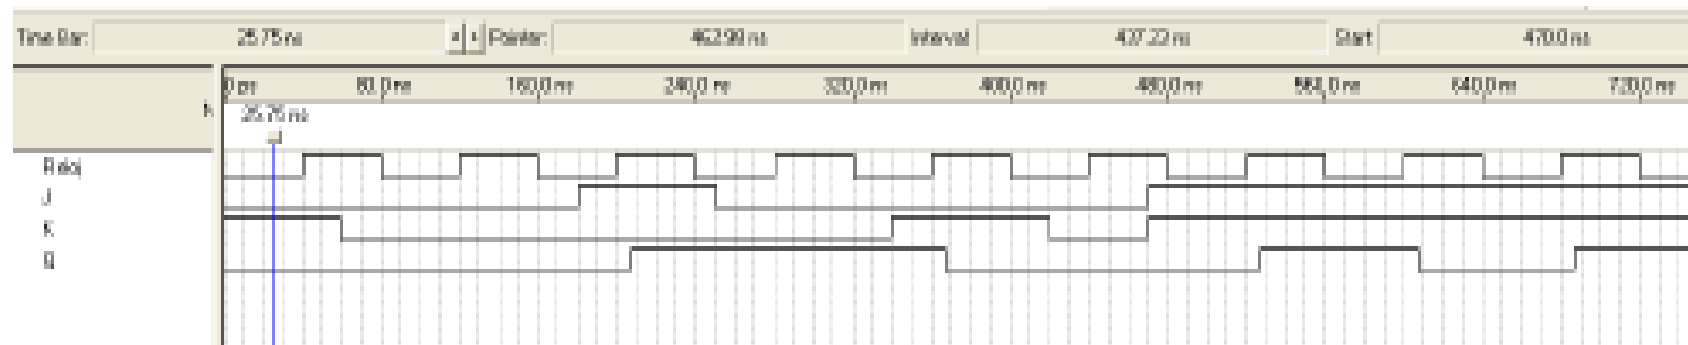 Time Bar: 25.75 ns Pointer: 462.98 ns Interval: 437.23 ns Start: 470.0 ns
0 ps 80.0 ns 160.0 ns 240.0 ns 320.0 ns 400.0 ns 480.0 ns 560.0 ns 640.0 ns 720.0 ns
25.75 ns
Reloj
J
K
Q